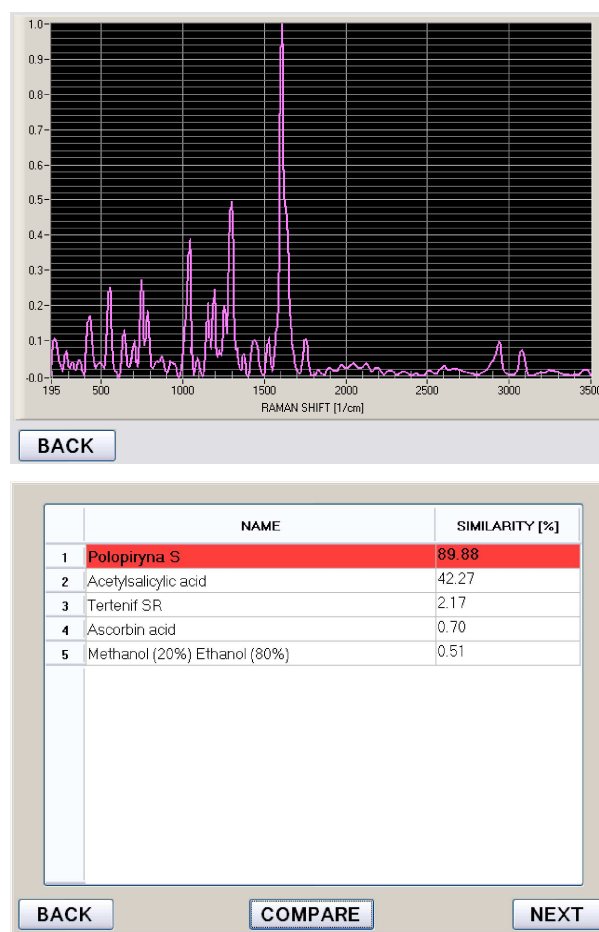 1.0
0.9
0.8
0.7
0.6
0.5
0.4
0.3
0.2
0.1
-0.0
195 500 1000 1500 2000 2500 3000 3500
RAMAN SHIFT [1/cm]
BACK
NAME SIMILARITY [%]
1 Polopiryna S 89.88
2 Acetylsalicylic acid 42.27
3 Tertenif SR 2.17
4 Ascorbin acid 0.70
5 Methanol (20%) Ethanol (80%) 0.51
BACK COMPARE NEXT